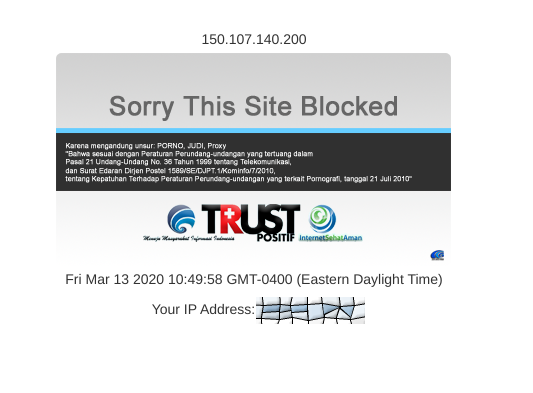 150.107.140.200
Sorry This Site Blocked
Karena mengandung unsur: PORNO, JUDI, Proxy
"Bahwa sesuai dengan Peraturan Perundang-undangan yang tertuang dalam
Pasal 21 Undang-Undang No. 36 Tahun 1999 tentang Telekomunikasi,
dan Surat Edaran Dirjen Postel 1589/SE/DJPT.1/Kominfo/7/2010,
tentang Kepatuhan Terhadap Peraturan Perundang-undangan yang terkait Pornografi, tanggal 21 Juli 2010"
TRUST
POSITIF
Menuju Masyarakat Informasi Indonesia
InternetSehatAman
Fri Mar 13 2020 10:49:58 GMT-0400 (Eastern Daylight Time)
Your IP Address: